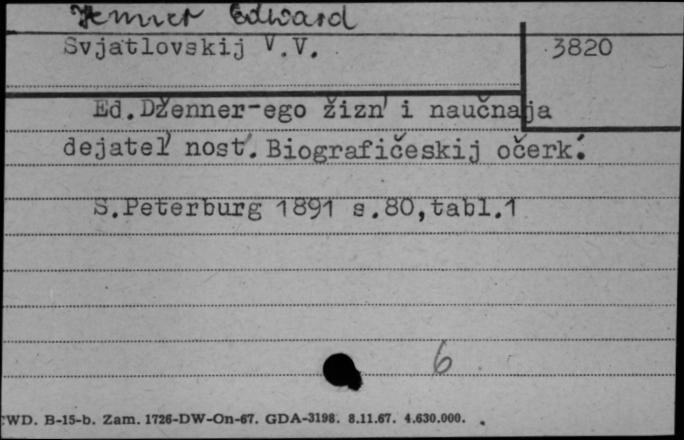 Jenner Edward
Svjatlovskij V.V.
3820
Ed.Dženner-ego žizn' i naučnaja
dejatel'nost'. Biografičeskij očerk.
S.Peterburg 1891 s.80,tabl.1
6
CWD. B-15-b. Zam. 1726-DW-On-67. GDA-3198. 8.11.67. 4.630.000.